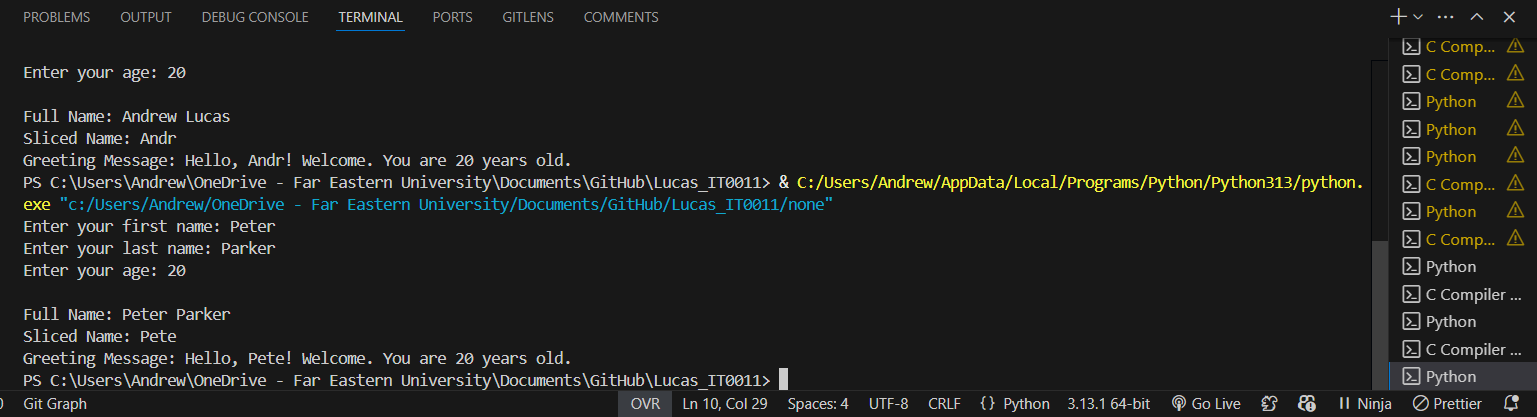 PROBLEMS OUTPUT DEBUG CONSOLE TERMINAL PORTS GITLENS COMMENTS
Enter your age: 20
Full Name: Andrew Lucas
Sliced Name: Andr
Greeting Message: Hello, Andr! Welcome. You are 20 years old.
PS C:\Users\Andrew\OneDrive - Far Eastern University\Documents\GitHub\Lucas_IT0011> & C:/Users/Andrew/AppData/Local/Programs/Python/Python313/python.
exe "c:/Users/Andrew/OneDrive - Far Eastern University/Documents/GitHub/Lucas_IT0011/none"
Enter your first name: Peter
Enter your last name: Parker
Enter your age: 20
Full Name: Peter Parker
Sliced Name: Pete
Greeting Message: Hello, Pete! Welcome. You are 20 years old.
PS C:\Users\Andrew\OneDrive - Far Eastern University\Documents\GitHub\Lucas_IT0011>
C Comp...
C Comp...
Python
Python
Python
C Comp...
Python
C Comp...
Python
C Compiler ...
Python
C Compiler ...
Python
Git Graph OVR Ln 10, Col 29 Spaces: 4 UTF-8 CRLF {} Python 3.13.1 64-bit Go Live Ninja Prettier